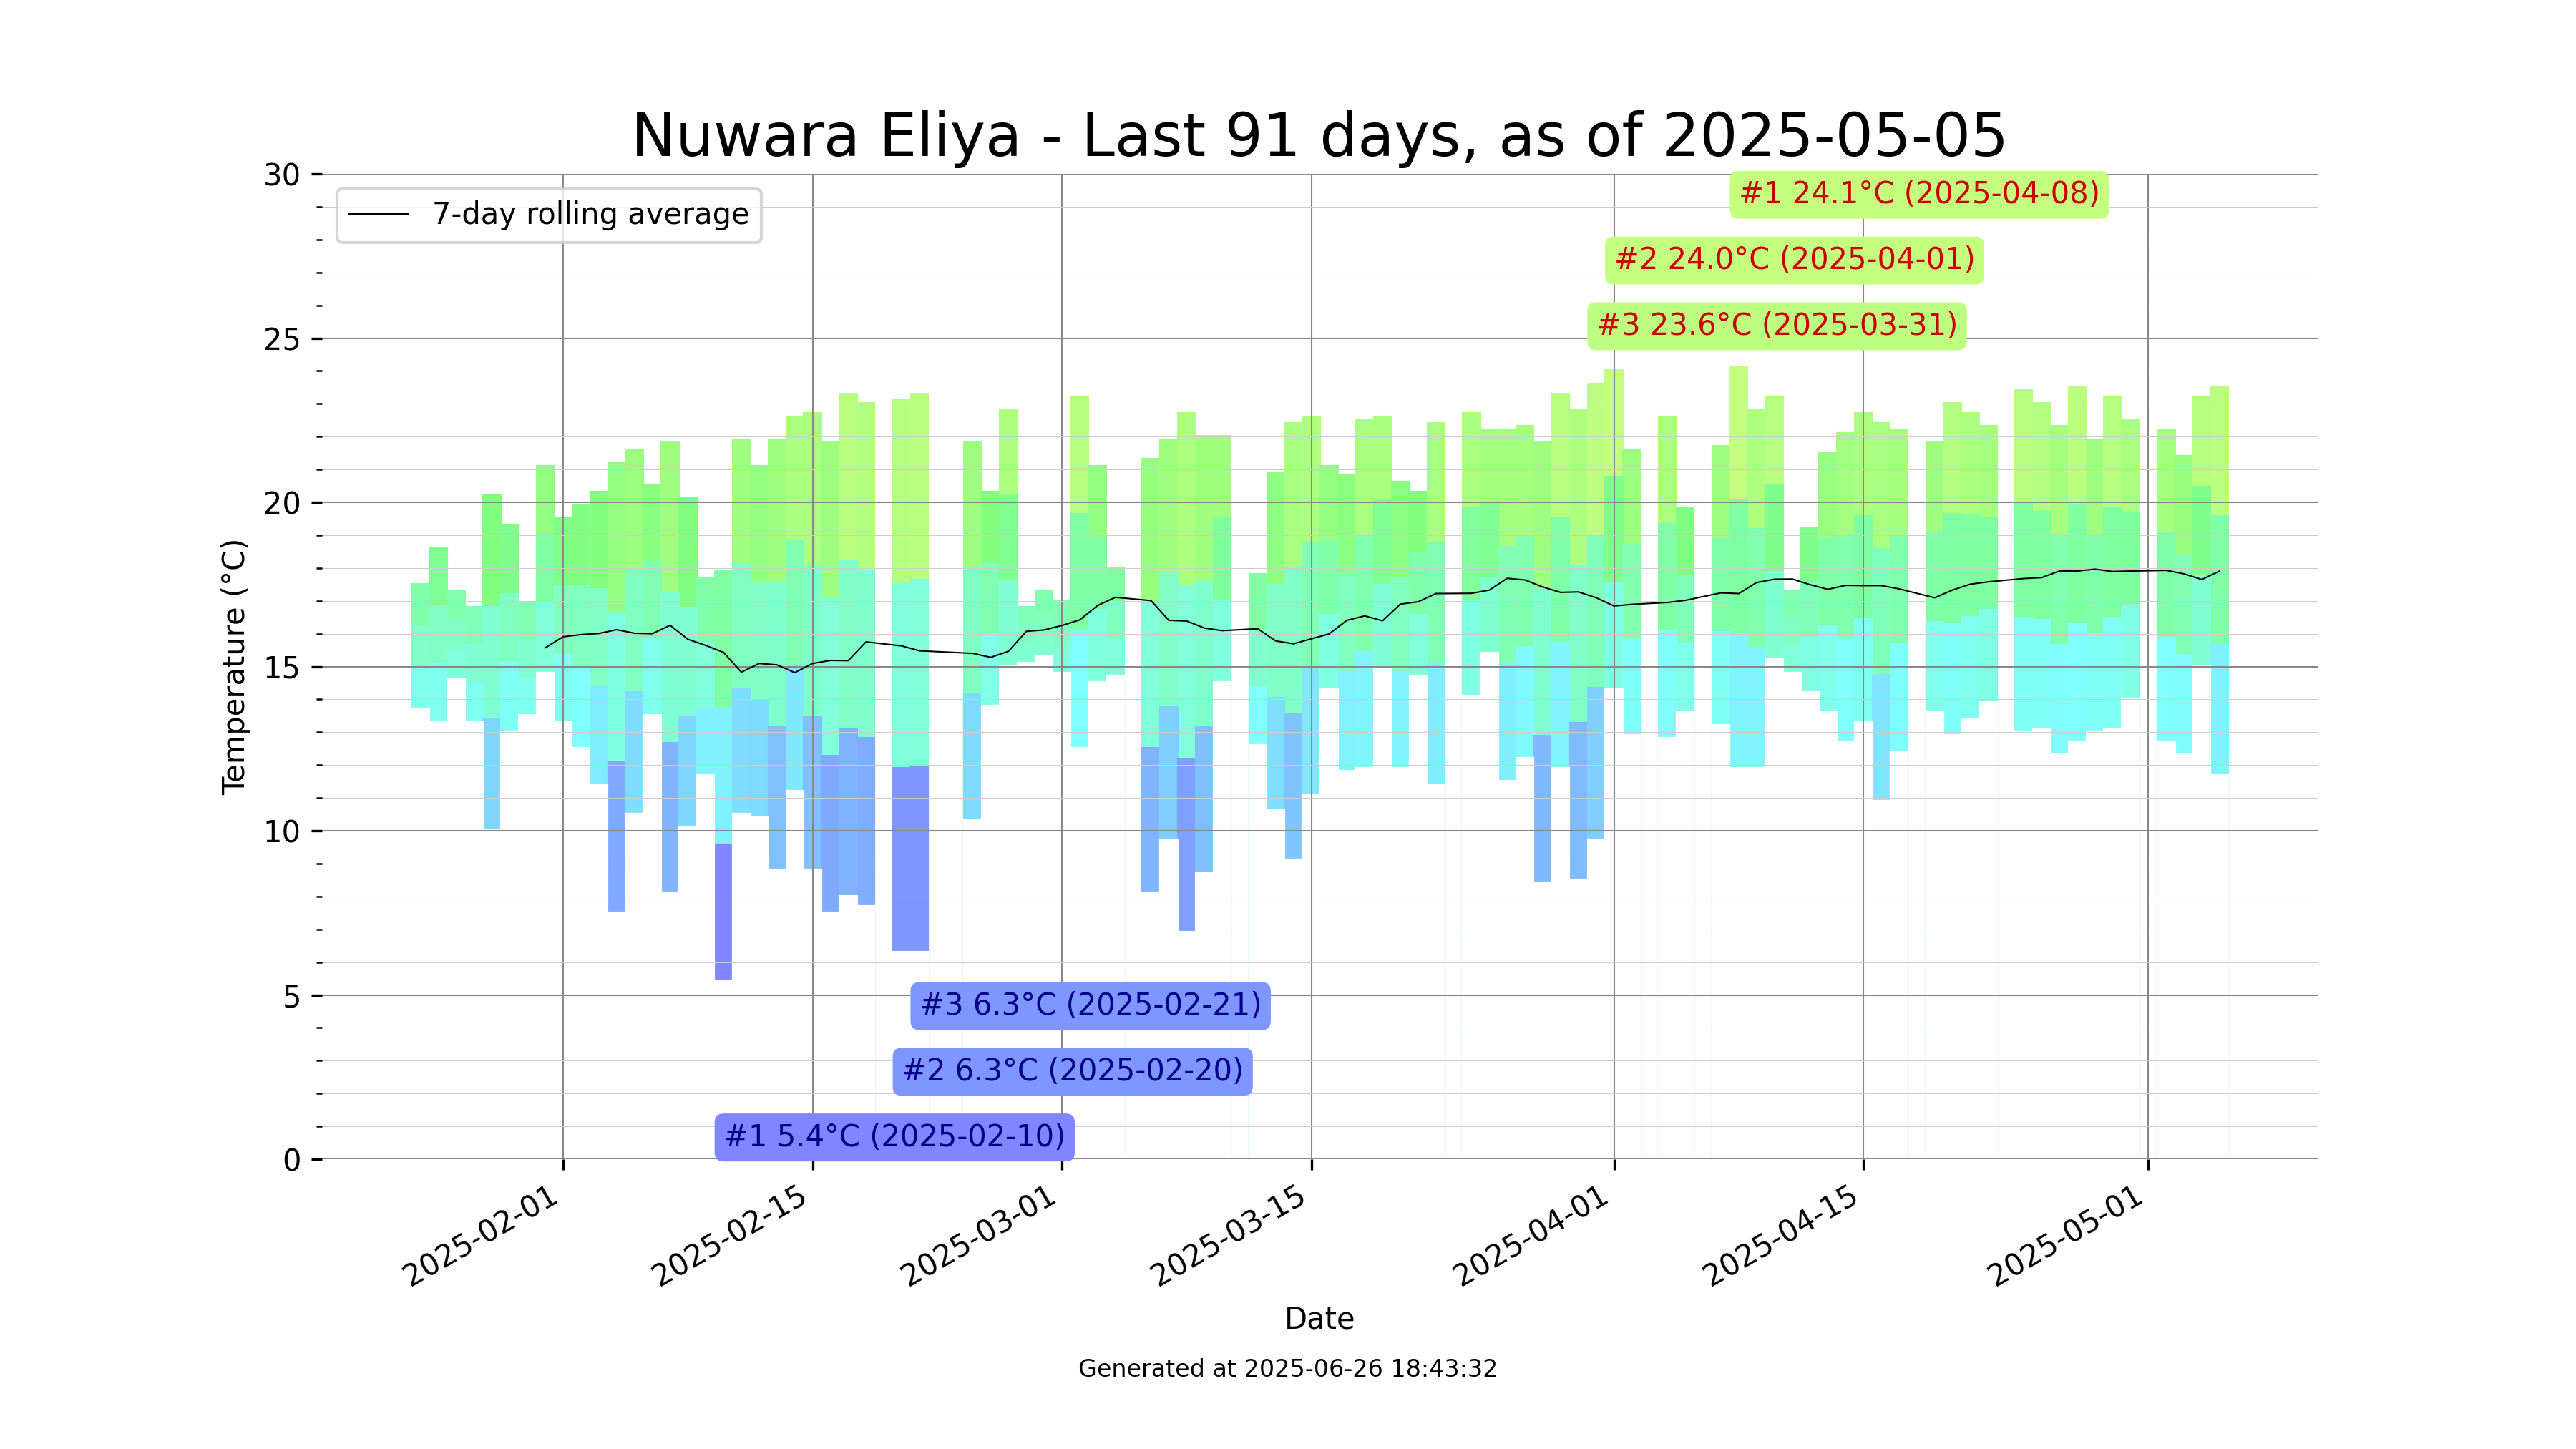 Nuwara Eliya - Last 91 days, as of 2025-05-05
7-day rolling average
#1 24.1°C (2025-04-08)
#2 24.0°C (2025-04-01)
#3 23.6°C (2025-03-31)
30
25
20
15
10
5
0
Temperature (°C)
#3 6.3°C (2025-02-21)
#2 6.3°C (2025-02-20)
#1 5.4°C (2025-02-10)
2025-02-01
2025-02-15
2025-03-01
2025-03-15
2025-04-01
2025-04-15
2025-05-01
Date
Generated at 2025-06-26 18:43:32